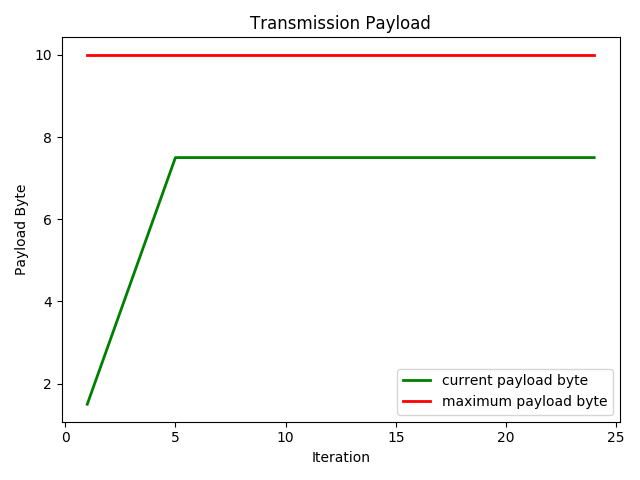 Transmission Payload
10
8
6
4
2
Payload Byte
0
5
10
15
20
25
Iteration
current payload byte
maximum payload byte